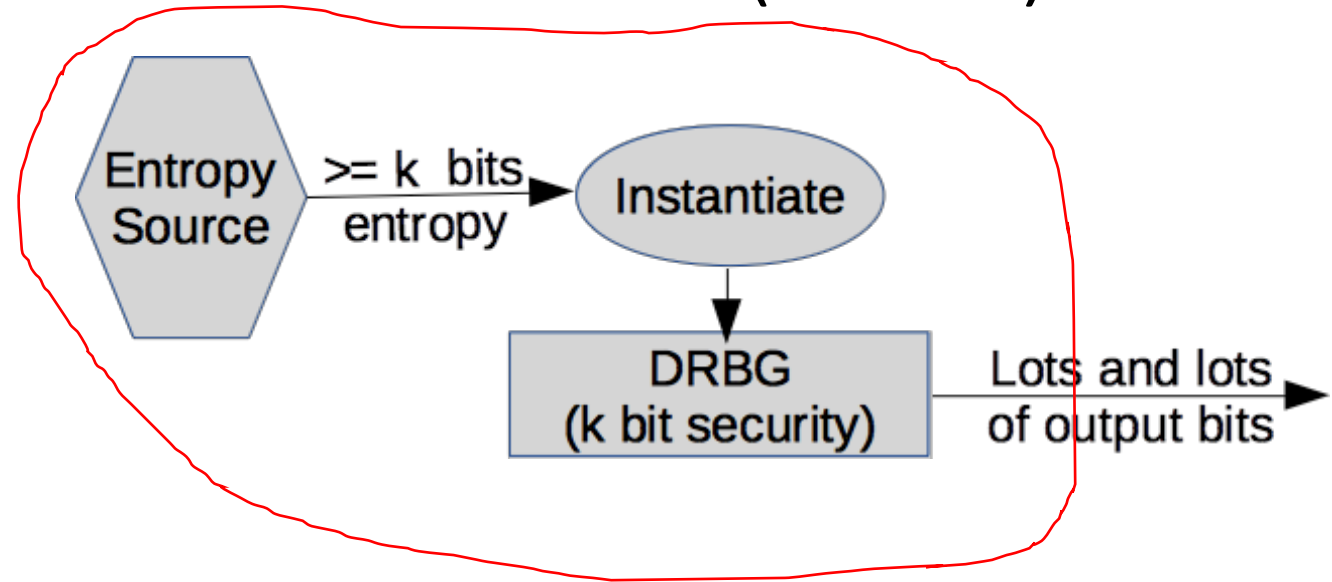 Entropy
Source
>= k bits
entropy
Instantiate
DRBG
(k bit security)
Lots and lots
of output bits